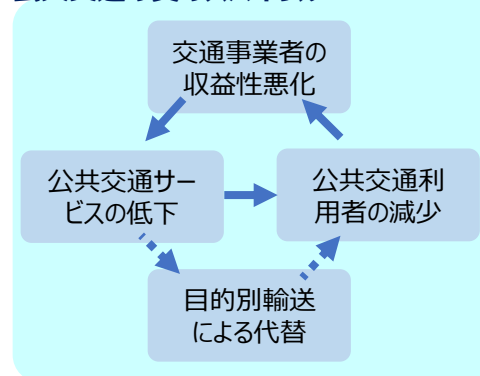 交通事業者の
収益性悪化
公共交通サー
ビスの低下
公共交通利
用者の減少
目的別輸送
による代替